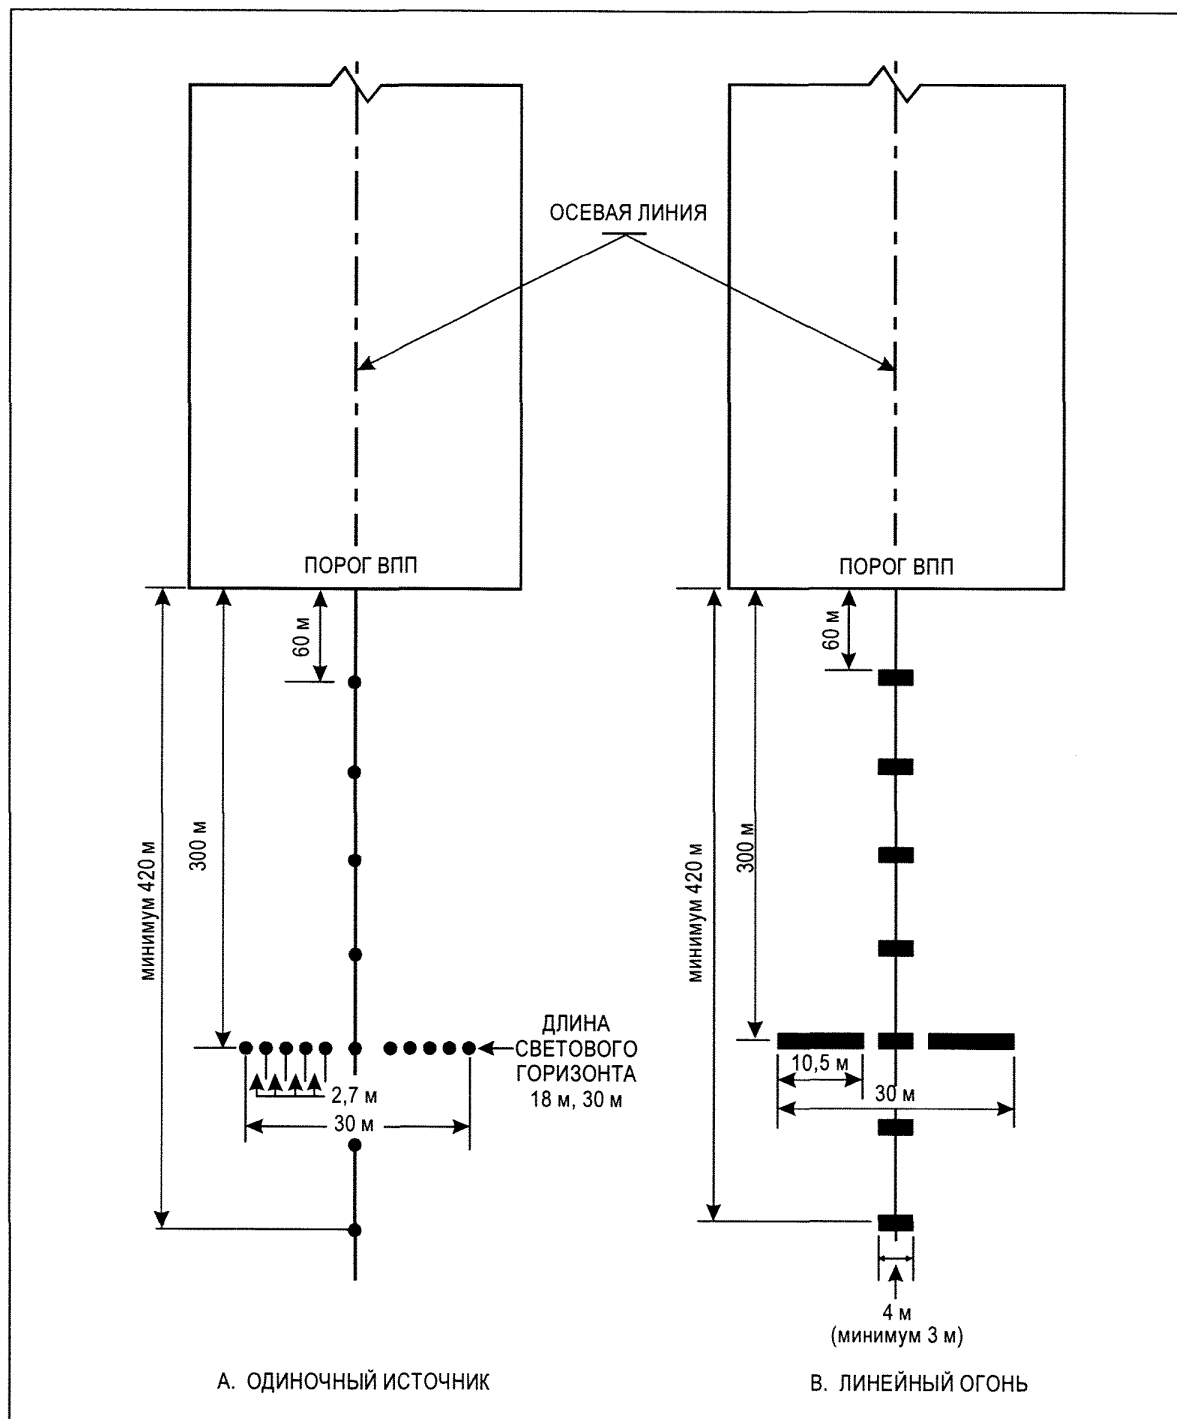 ОСЕВАЯ ЛИНИЯ
ПОРОГ ВПП
ПОРОГ ВПП
60 м
60 м
300 м
300 м
минимум 420 м
минимум 420 м
ДЛИНА
СВЕТОВОГО
ГОРИЗОНТА
18 м, 30 м
2,7 м
30 м
10,5 м
30 м
4 м
(минимум 3 м)
А. ОДИНОЧНЫЙ ИСТОЧНИК
В. ЛИНЕЙНЫЙ ОГОНЬ